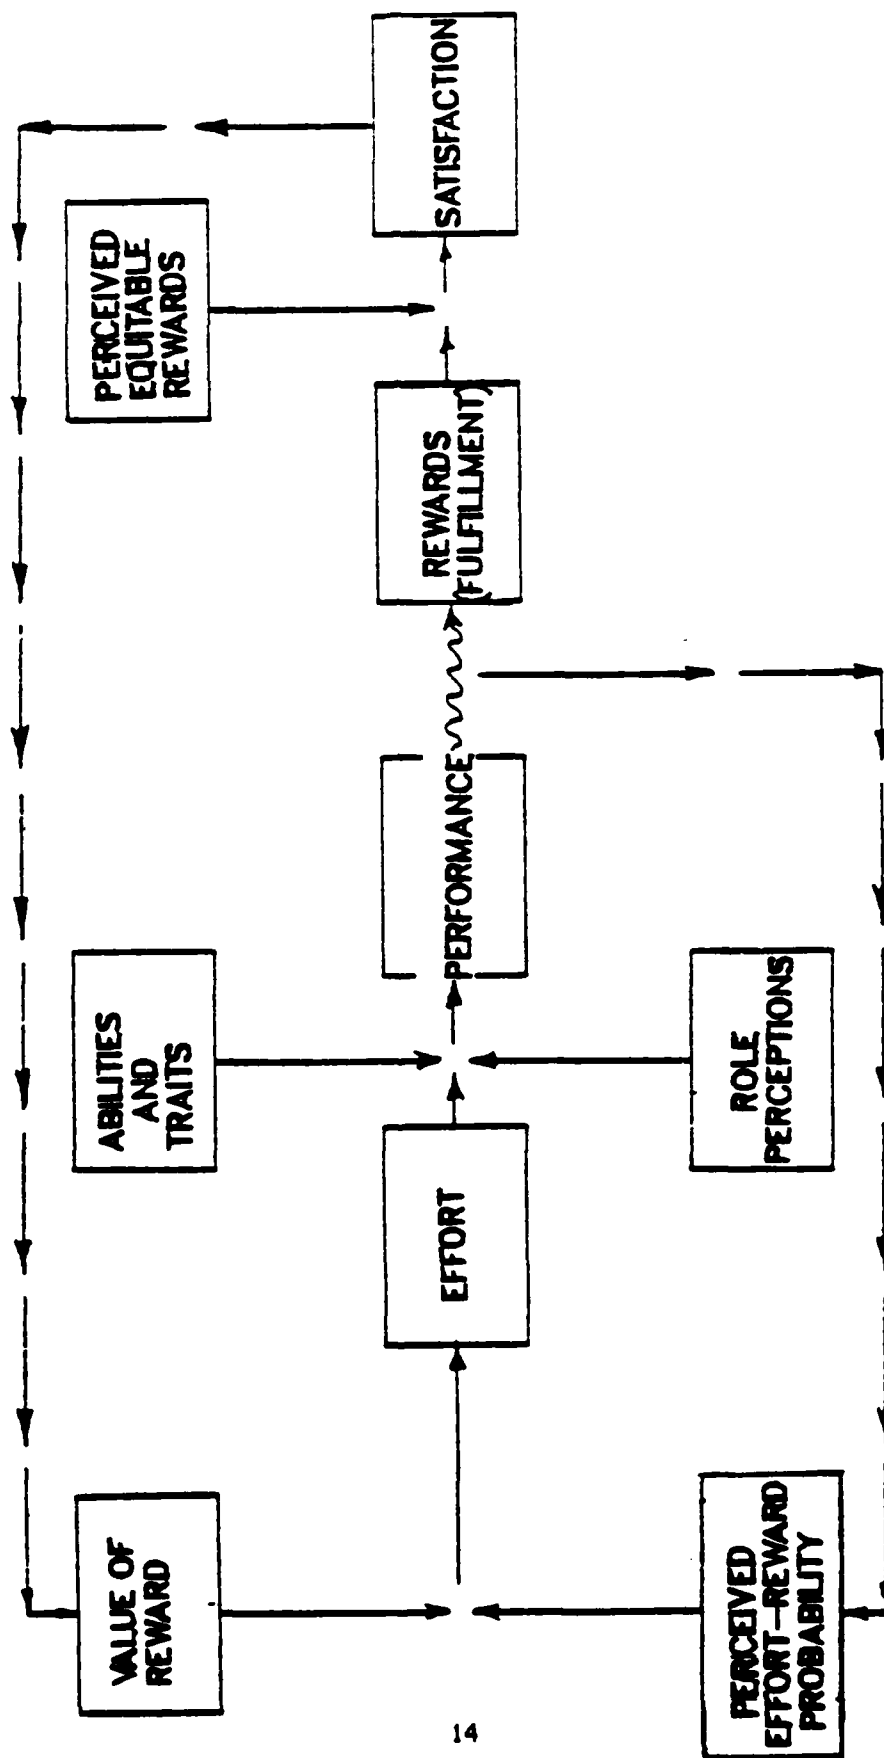 VALUE OF
REWARD
PERCEIVED
EFFORT-REWARD
PROBABILITY
EFFORT
ABILITIES
AND
TRAITS
ROLE
PERCEPTIONS
PERFORMANCE
REWARDS
(FULFILLMENT)
PERCEIVED
EQUITABLE
REWARDS
SATISFACTION
14